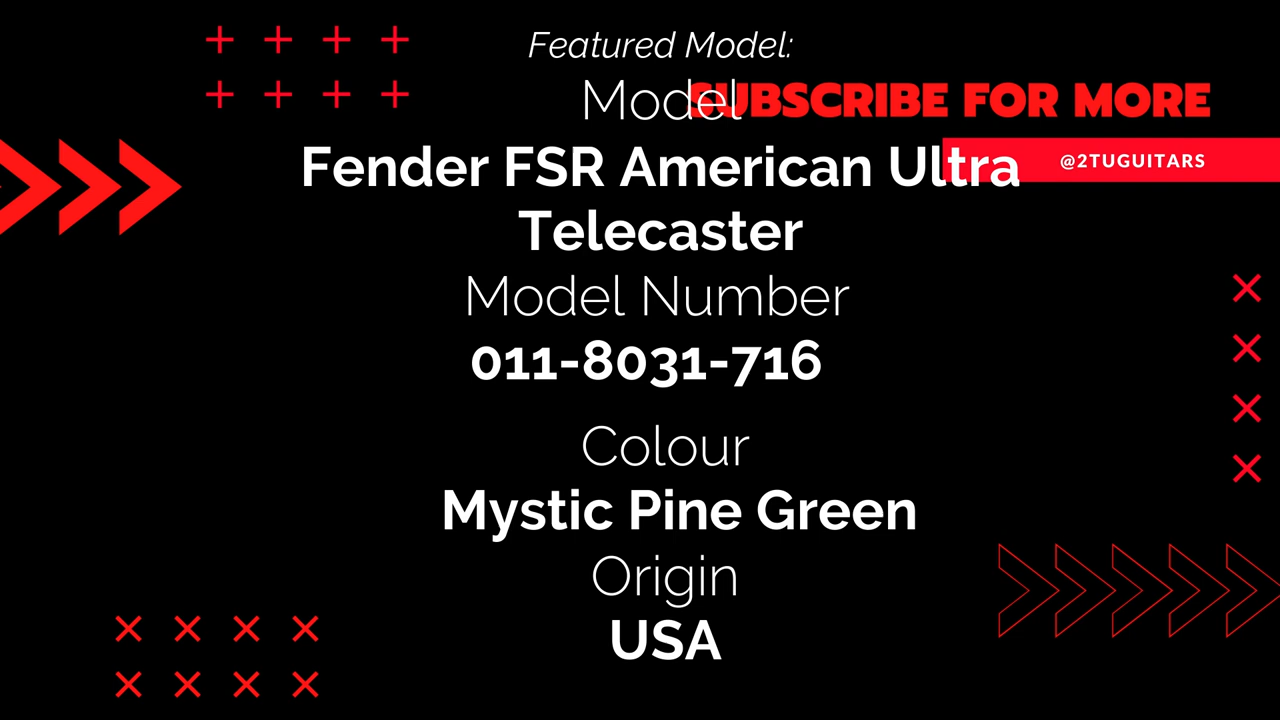 Featured Model:
Model
SUBSCRIBE FOR MORE
Fender FSR American Ultra
@2TUGUITARS
Telecaster
Model Number
011-8031-716
Colour
Mystic Pine Green
Origin
USA